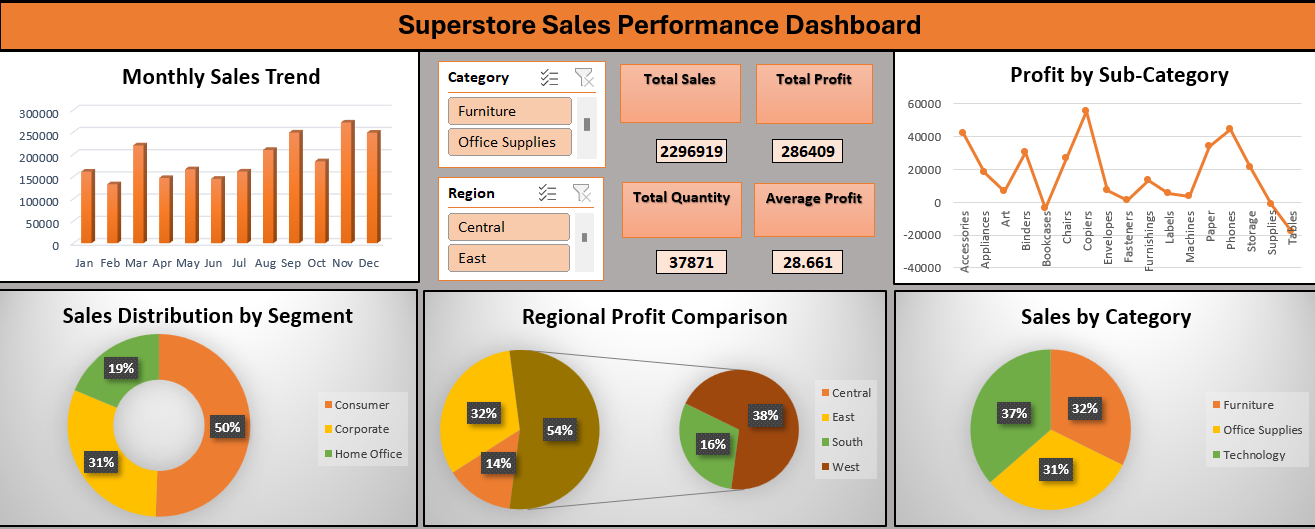 Superstore Sales Performance Dashboard
Monthly Sales Trend
300000
250000
200000
150000
100000
50000
0
Jan Feb Mar Apr May Jun Jul Aug Sep Oct Nov Dec
Category
Furniture
Office Supplies
Region
Central
East
Total Sales
2296919
Total Profit
286409
Total Quantity
37871
Average Profit
28.661
Profit by Sub-Category
60000
40000
20000
0
-20000
-40000
Accessories
Appliances
Art
Binders
Bookcases
Chairs
Copiers
Envelopes
Fasteners
Furnishings
Labels
Machines
Paper
Phones
Storage
Supplies
Tables
Sales Distribution by Segment
19%
50%
31%
Consumer
Corporate
Home Office
Regional Profit Comparison
32%
54%
14%
38%
16%
Central
East
South
West
Sales by Category
37%
32%
31%
Furniture
Office Supplies
Technology